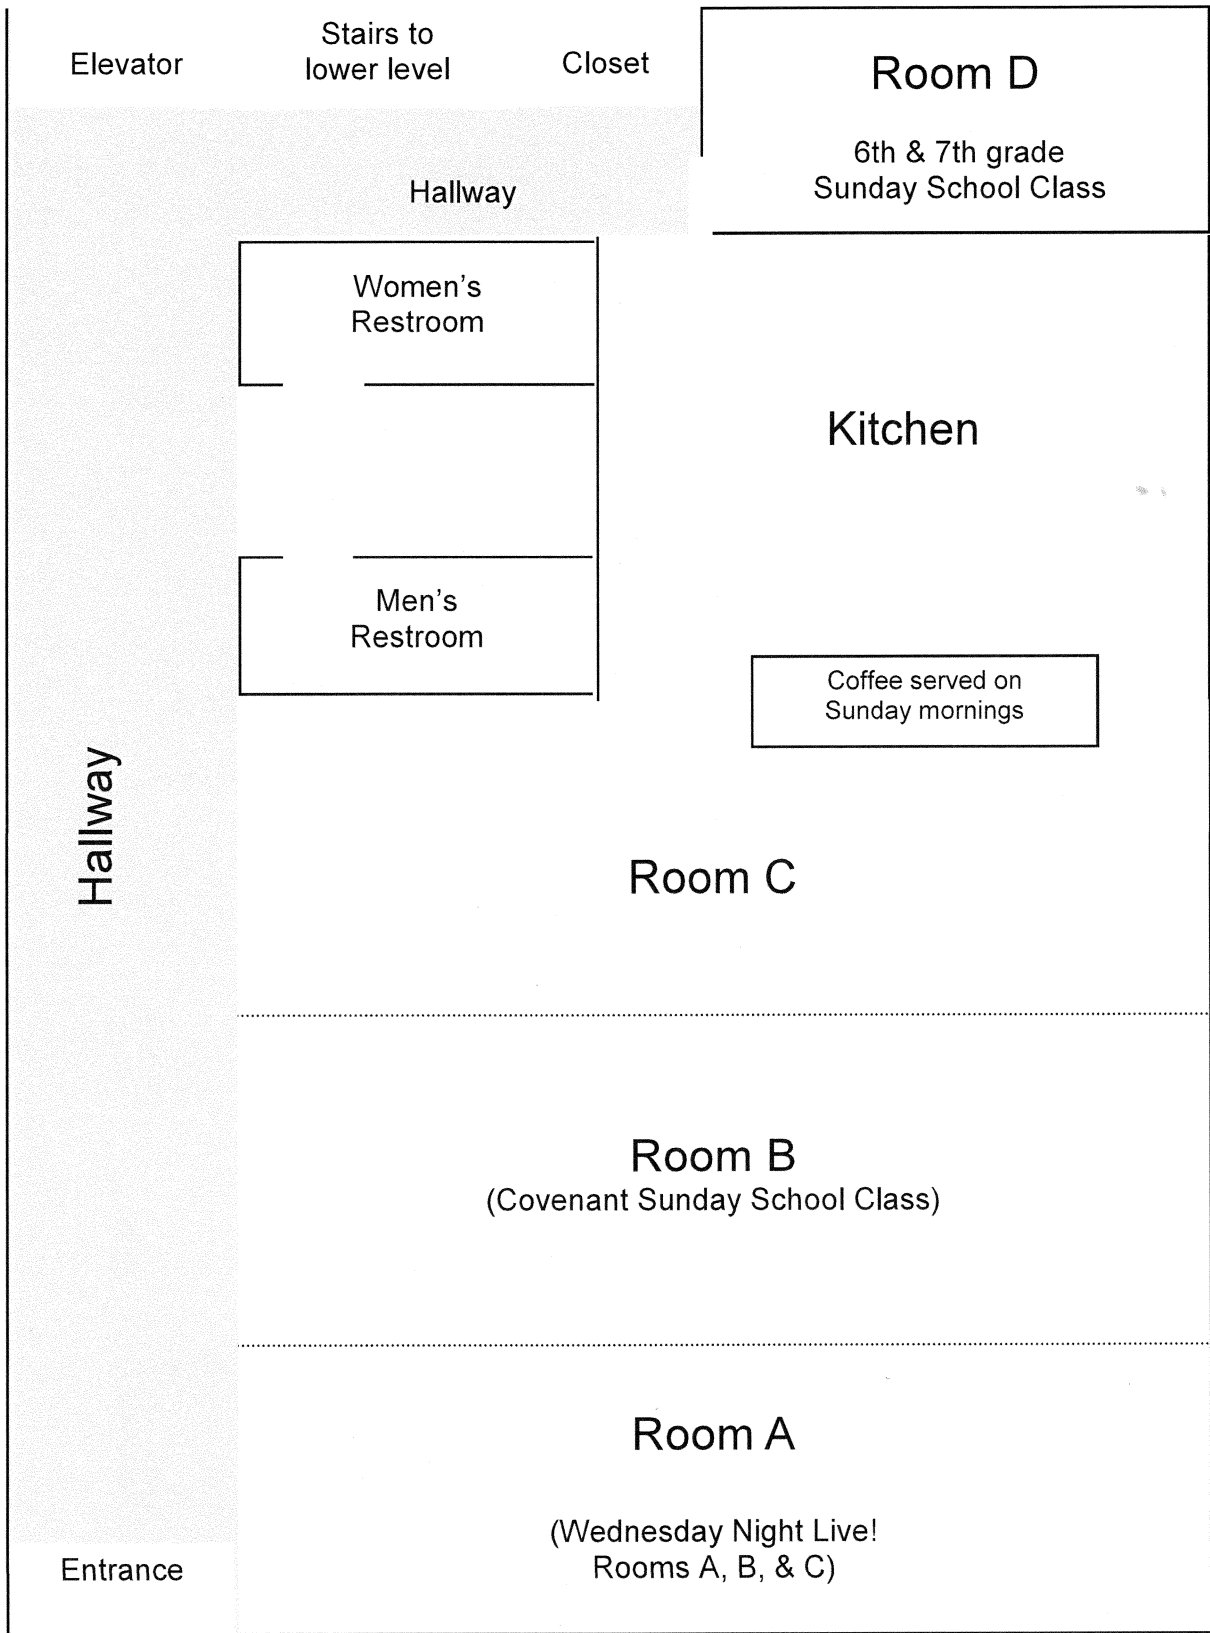 Elevator
Stairs to
lower level
Closet
Room D
6th & 7th grade
Sunday School Class
Hallway
Women's
Restroom
Kitchen
Men's
Restroom
Coffee served on
Sunday mornings
Hallway
Room C
Room B
(Covenant Sunday School Class)
Room A
(Wednesday Night Live!
Rooms A, B, & C)
Entrance